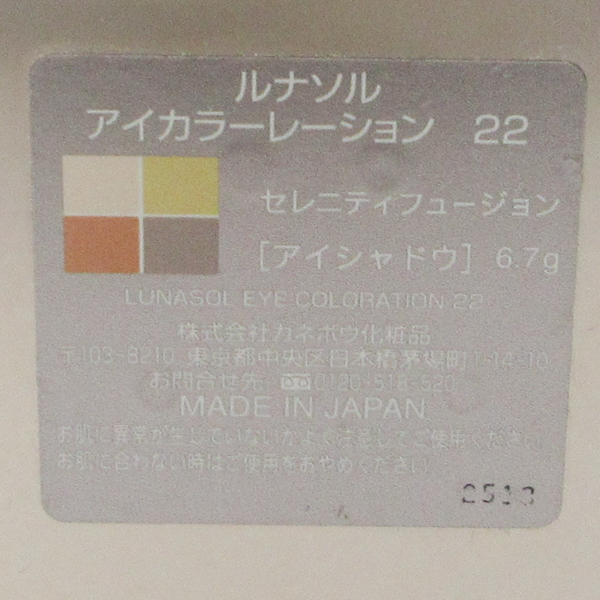 ルナソル
アイカラーレーション 22
セレニティフュージョン
[アイシャドウ] 6.7g
LUNASOL EYE COLORATION 22
株式会社カネボウ化粧品
〒103-8210 東京都中央区日本橋茅場町1-14-10
お問合せ先 0120-518-520
MADE IN JAPAN
お肌に異常が生じていないかよく注意してご使用ください
お肌に合わない時はご使用をおやめください
2513